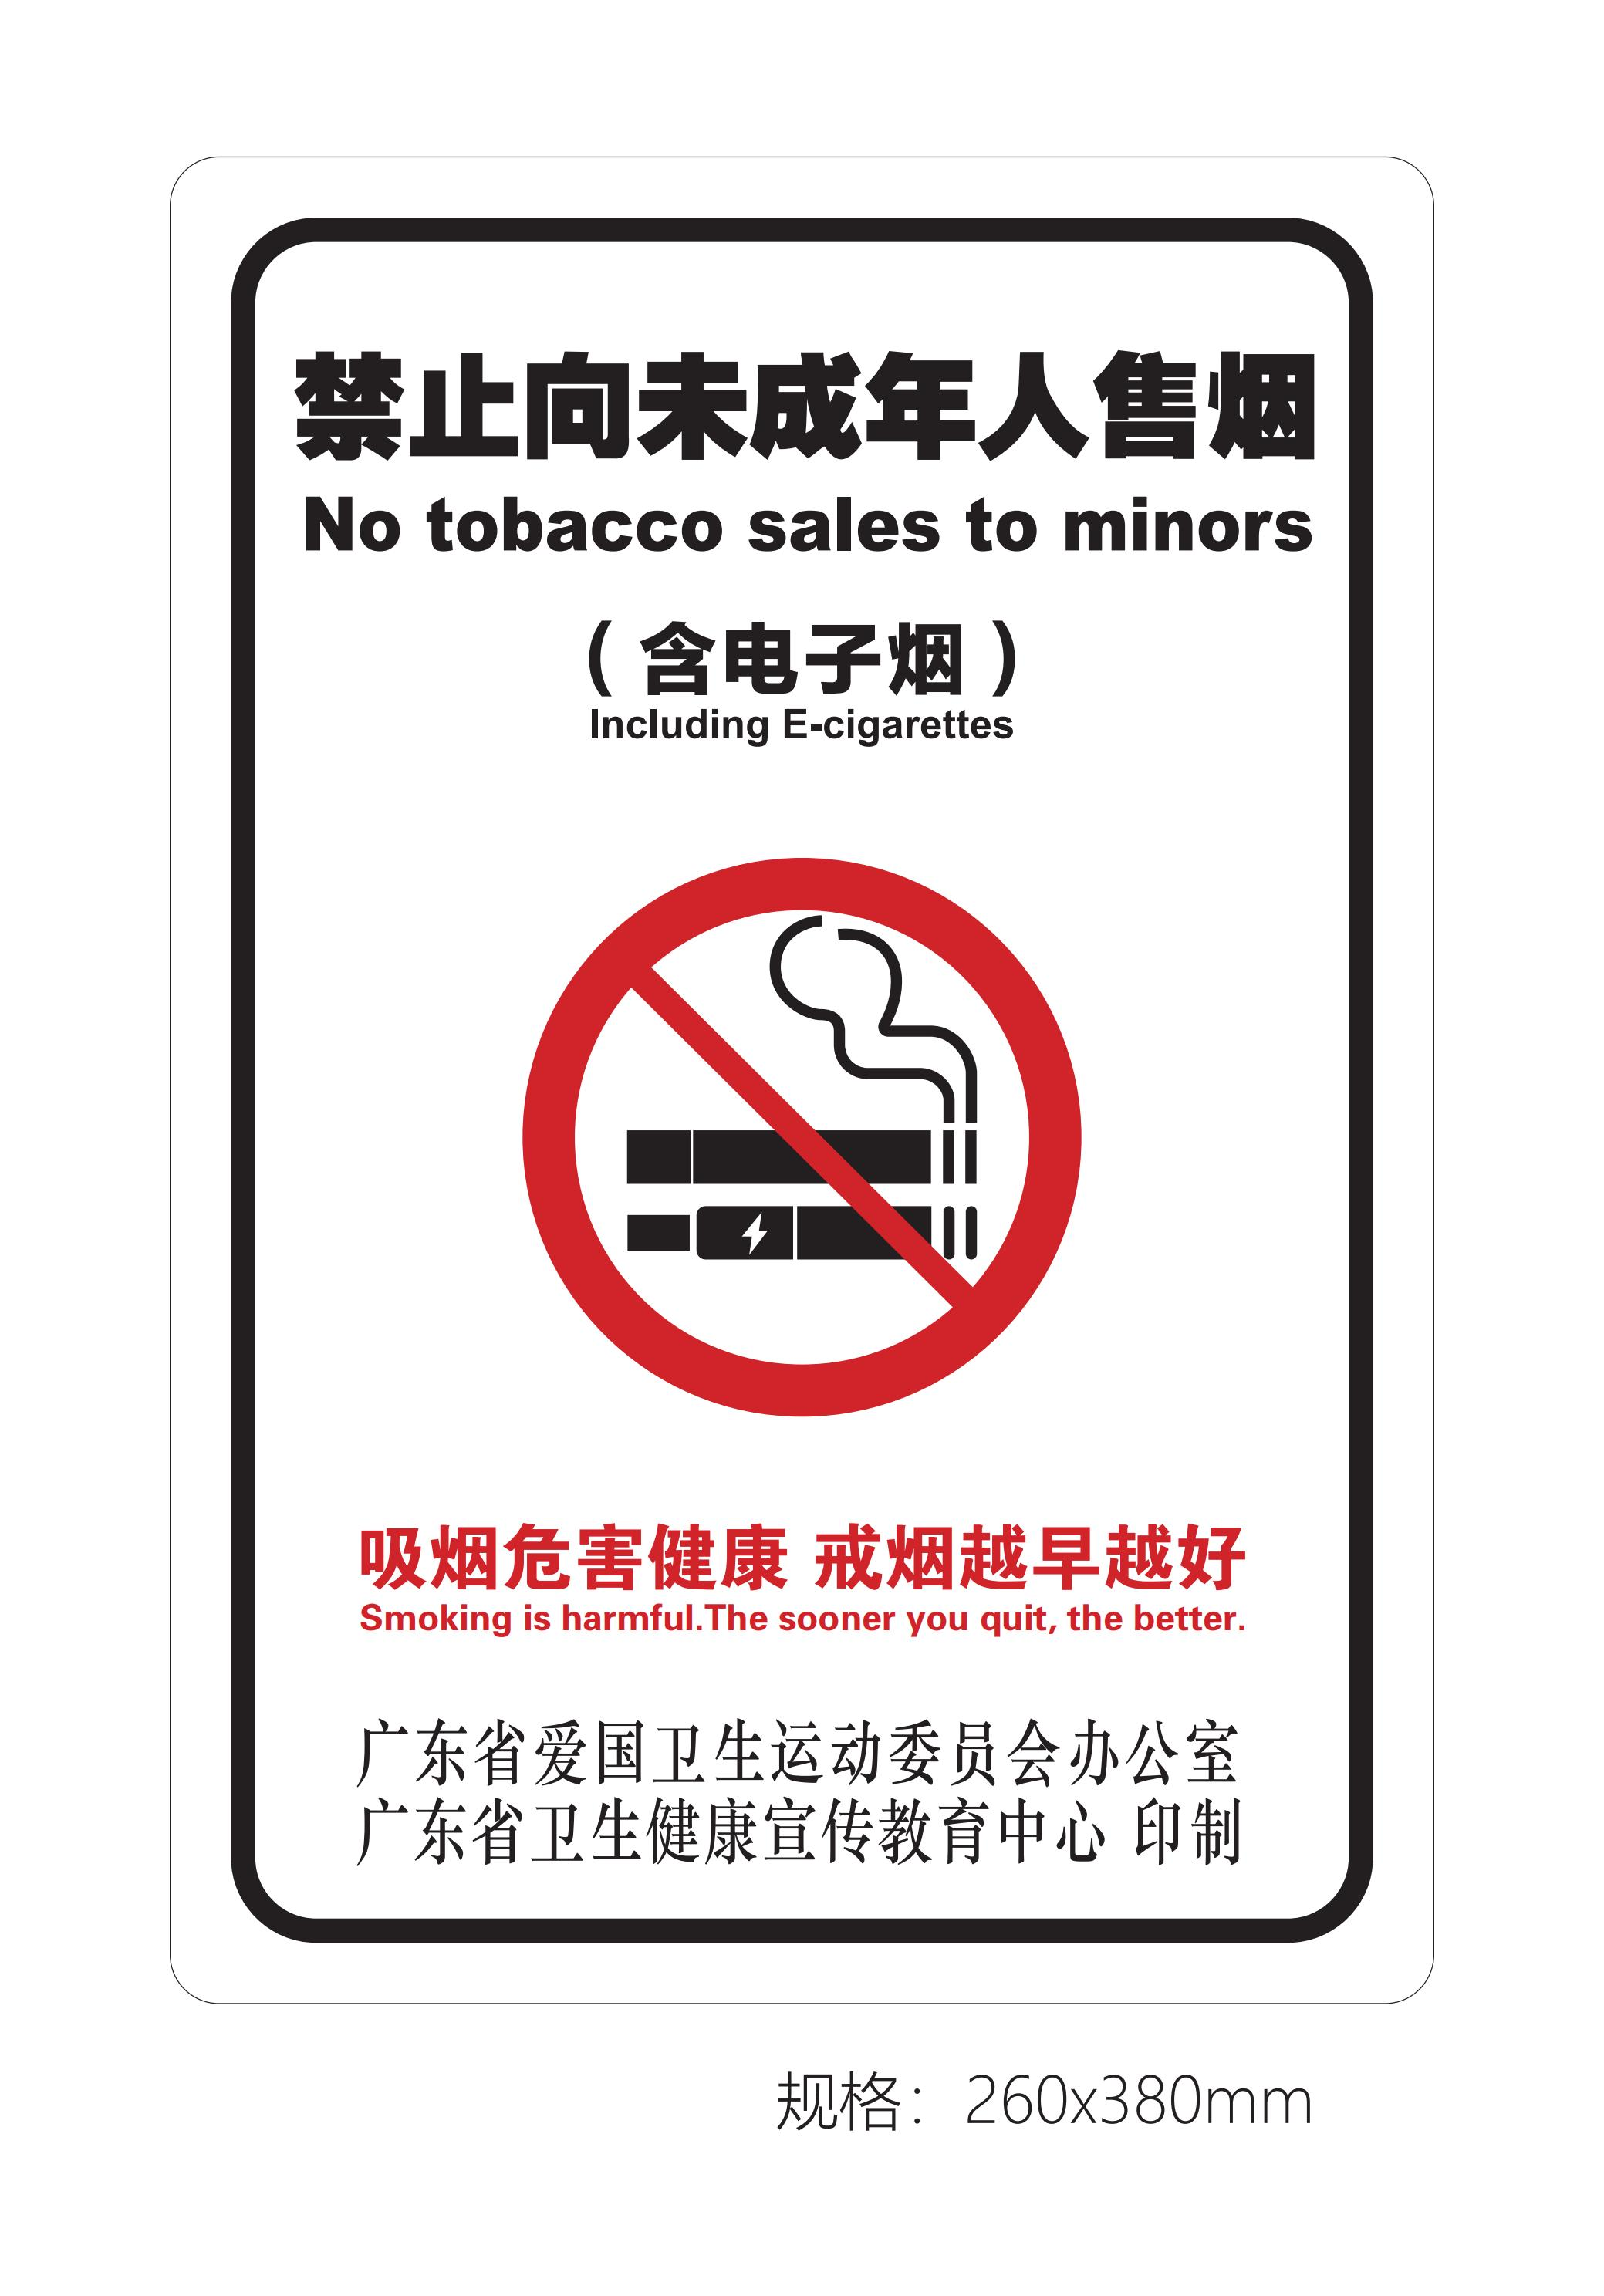 禁止向未成年人售烟
No tobacco sales to minors
（含电子烟）
Including E-cigarettes
吸烟危害健康 戒烟越早越好
Smoking is harmful.The sooner you quit, the better.
广东省爱国卫生运动委员会办公室
广东省卫生健康宣传教育中心 印制
规格：260x380mm